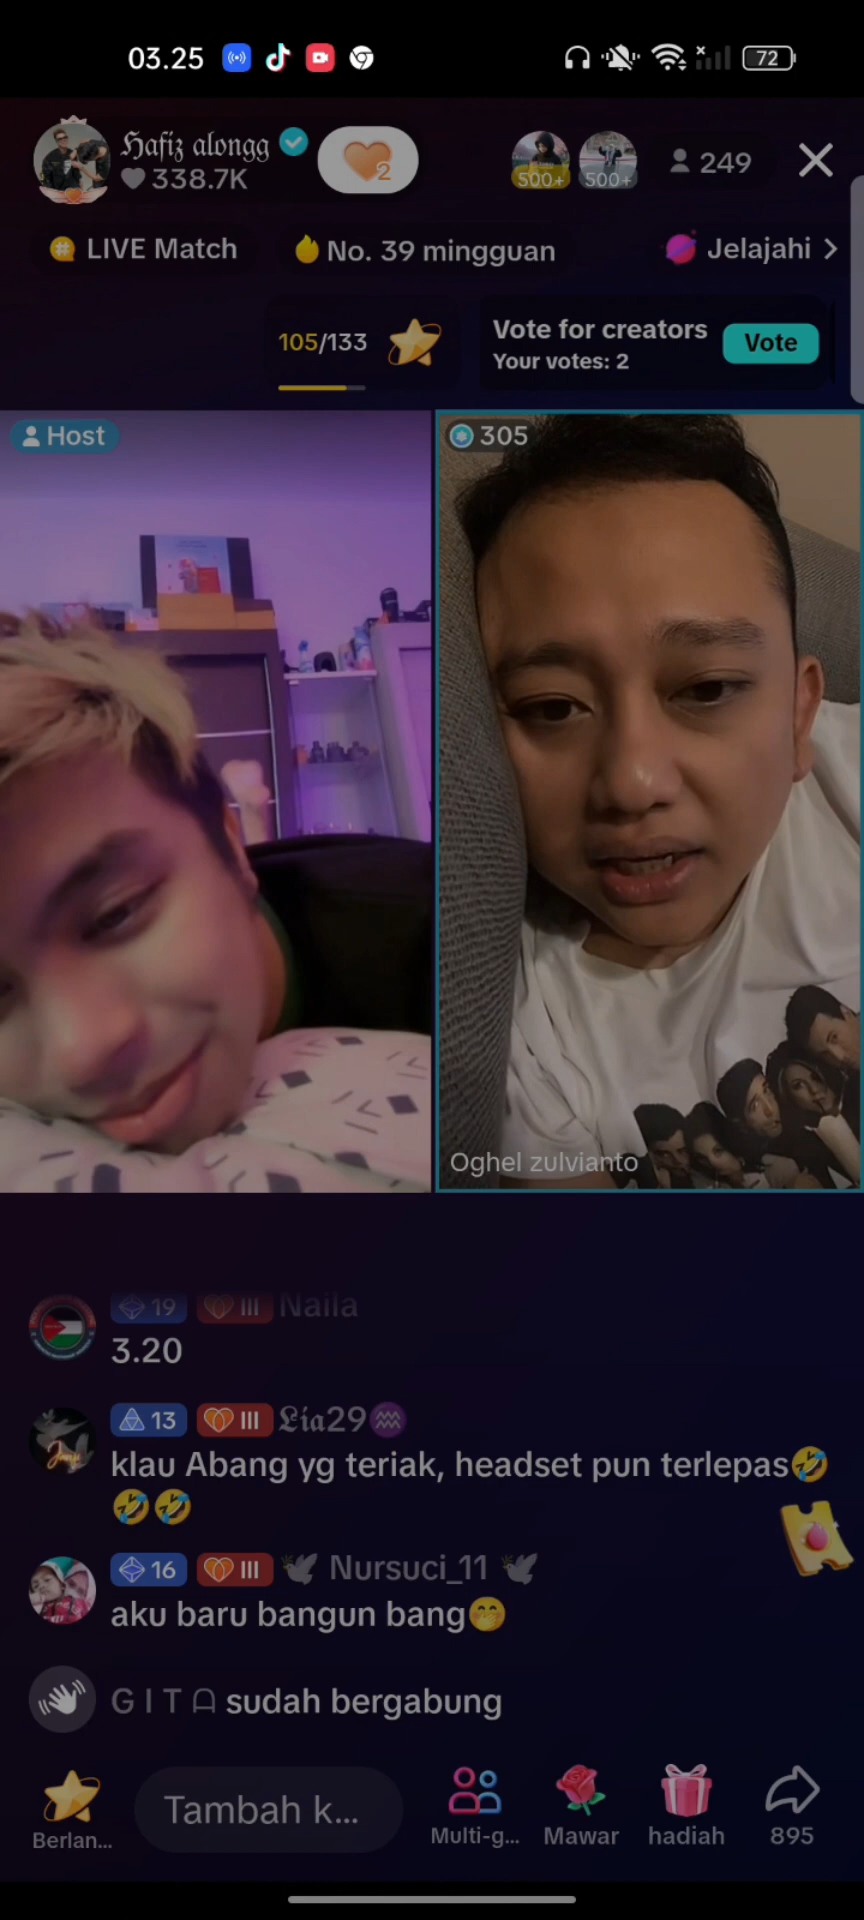 03.25
72
ℌafiz alongg
2
338.7K
500+
500+
249
LIVE Match
No. 39 mingguan
Jelajahi >
105/133
Vote for creators
Your votes: 2
Vote
Host
305
Oghel zulvianto
19 III Naila
3.20
13 III 𝔏𝔦𝔞29♒
klau Abang yg teriak, headset pun terlepas🤣
🤣🤣
16 III 🕊 Nursuci_11 🕊
aku baru bangun bang🤭
G I T ᗩ sudah bergabung
Berlan...
Tambah k...
Multi-g...
Mawar
hadiah
895